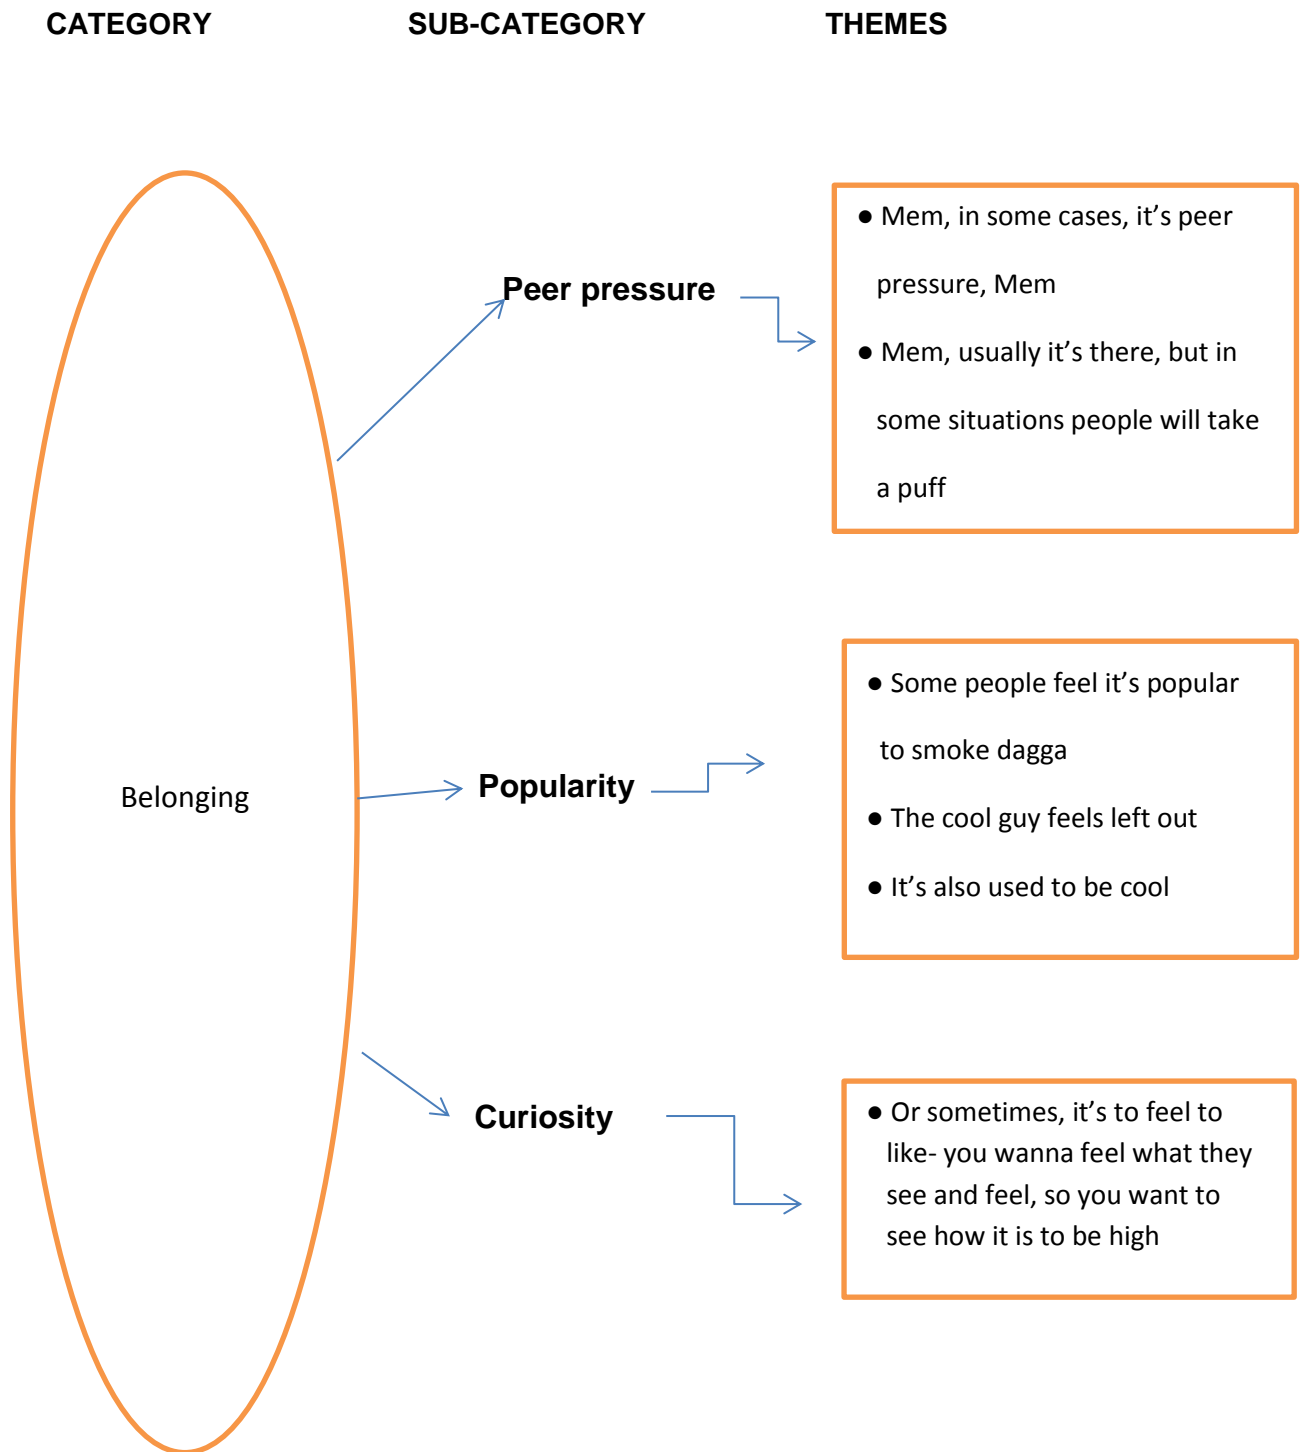 CATEGORY SUB-CATEGORY THEMES
Peer pressure
● Mem, in some cases, it’s peer
pressure, Mem
● Mem, usually it’s there, but in
some situations people will take
a puff
Belonging
Popularity
● Some people feel it’s popular
to smoke dagga
● The cool guy feels left out
● It’s also used to be cool
Curiosity
● Or sometimes, it’s to feel to
like- you wanna feel what they
see and feel, so you want to
see how it is to be high